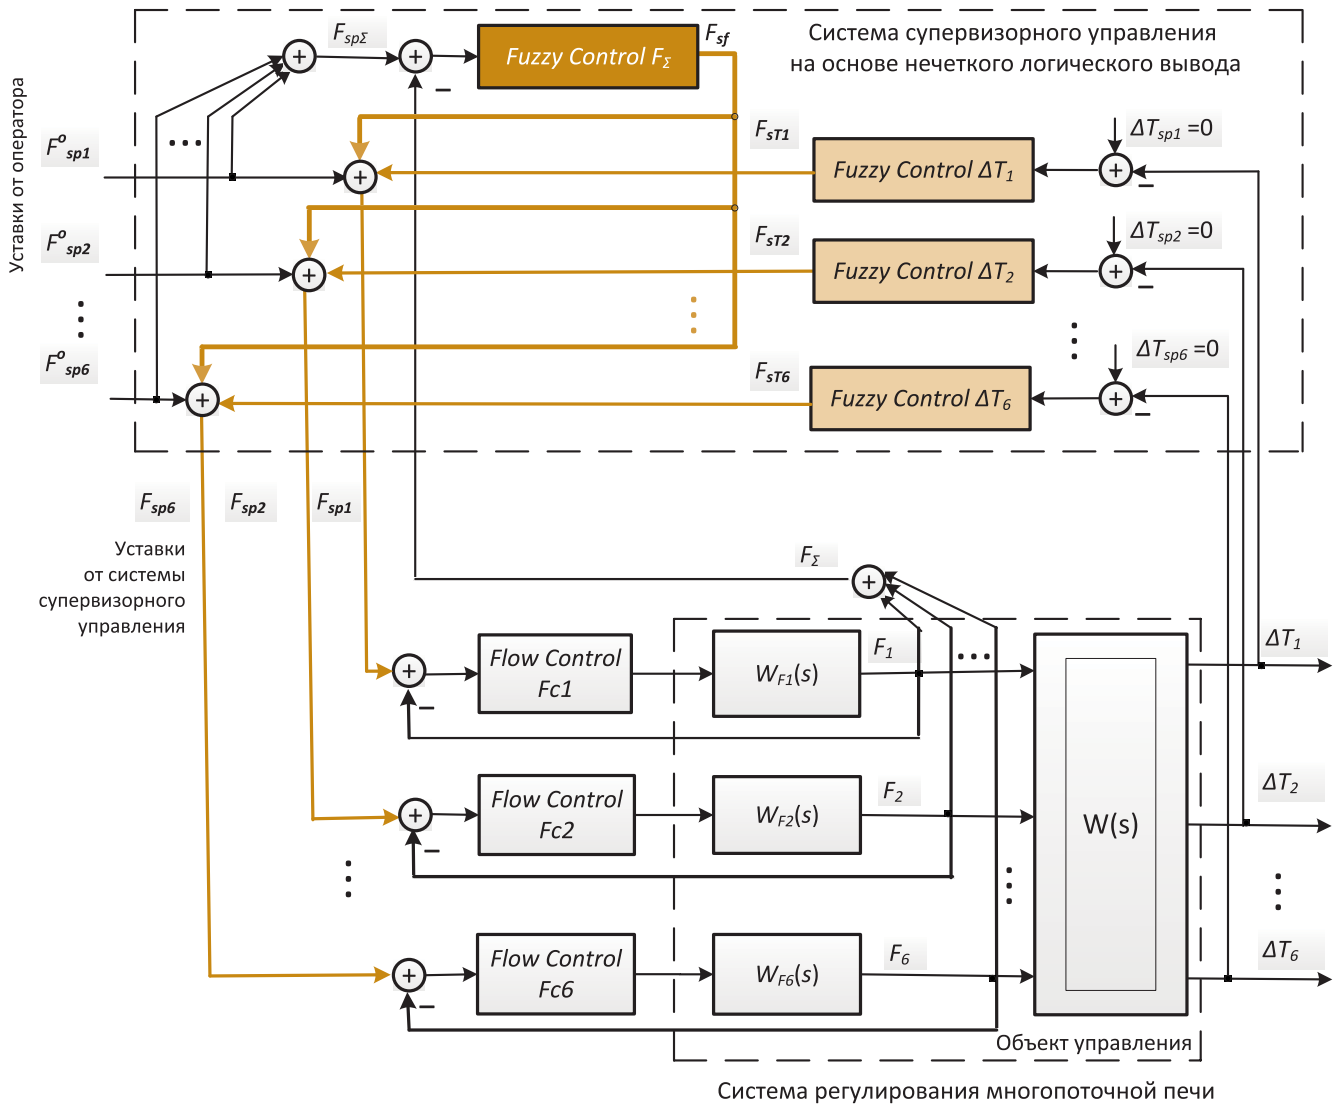 Система супервизорного управления
на основе нечеткого логического вывода
Уставки от оператора
F_spΣ
Fuzzy Control F_Σ
F_sf
F^o_sp1
F_sT1
Fuzzy Control ΔT_1
ΔT_sp1 =0
F^o_sp2
F_sT2
Fuzzy Control ΔT_2
ΔT_sp2 =0
F^o_sp6
F_sT6
Fuzzy Control ΔT_6
ΔT_sp6 =0
F_sp6
F_sp2
F_sp1
Уставки
от системы
супервизорного
управления
F_Σ
Flow Control
Fc1
W_F1(s)
F_1
ΔT_1
Flow Control
Fc2
W_F2(s)
F_2
W(s)
ΔT_2
Flow Control
Fc6
W_F6(s)
F_6
ΔT_6
Объект управления
Система регулирования многопоточной печи